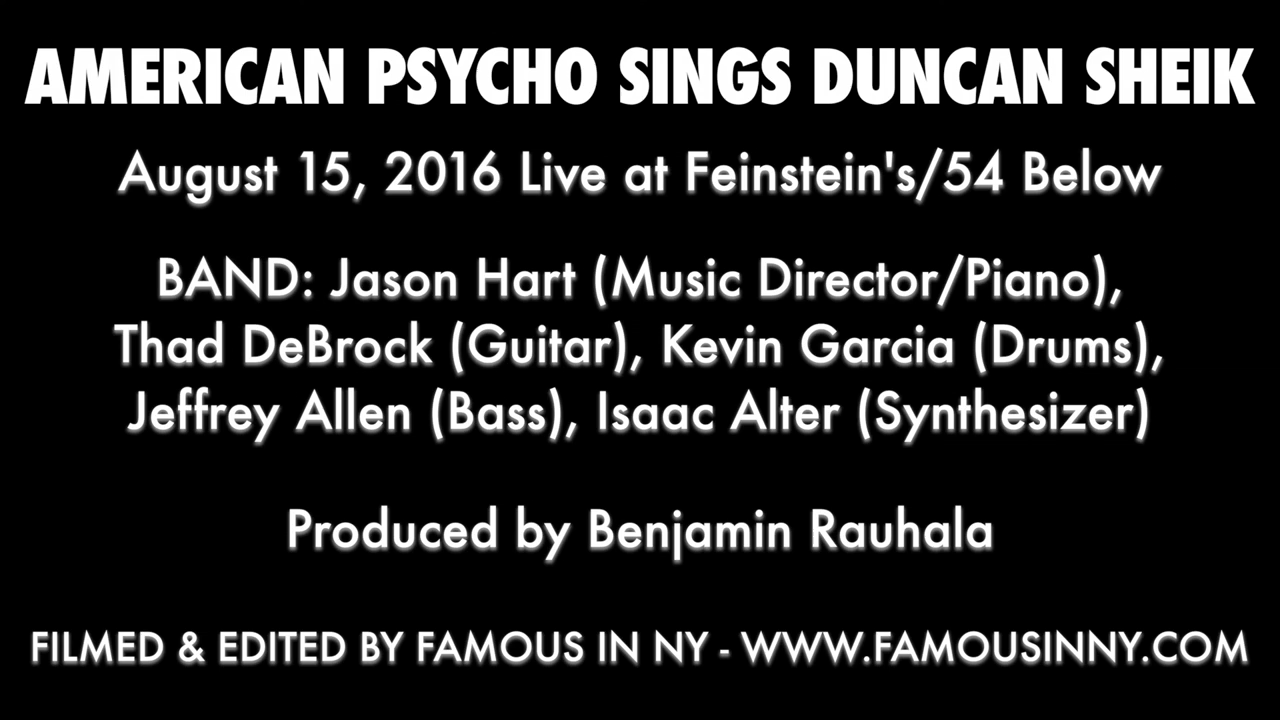 AMERICAN PSYCHO SINGS DUNCAN SHEIK
August 15, 2016 Live at Feinstein's/54 Below
BAND: Jason Hart (Music Director/Piano),
Thad DeBrock (Guitar), Kevin Garcia (Drums),
Jeffrey Allen (Bass), Isaac Alter (Synthesizer)
Produced by Benjamin Rauhala
FILMED & EDITED BY FAMOUS IN NY - WWW.FAMOUSINNY.COM